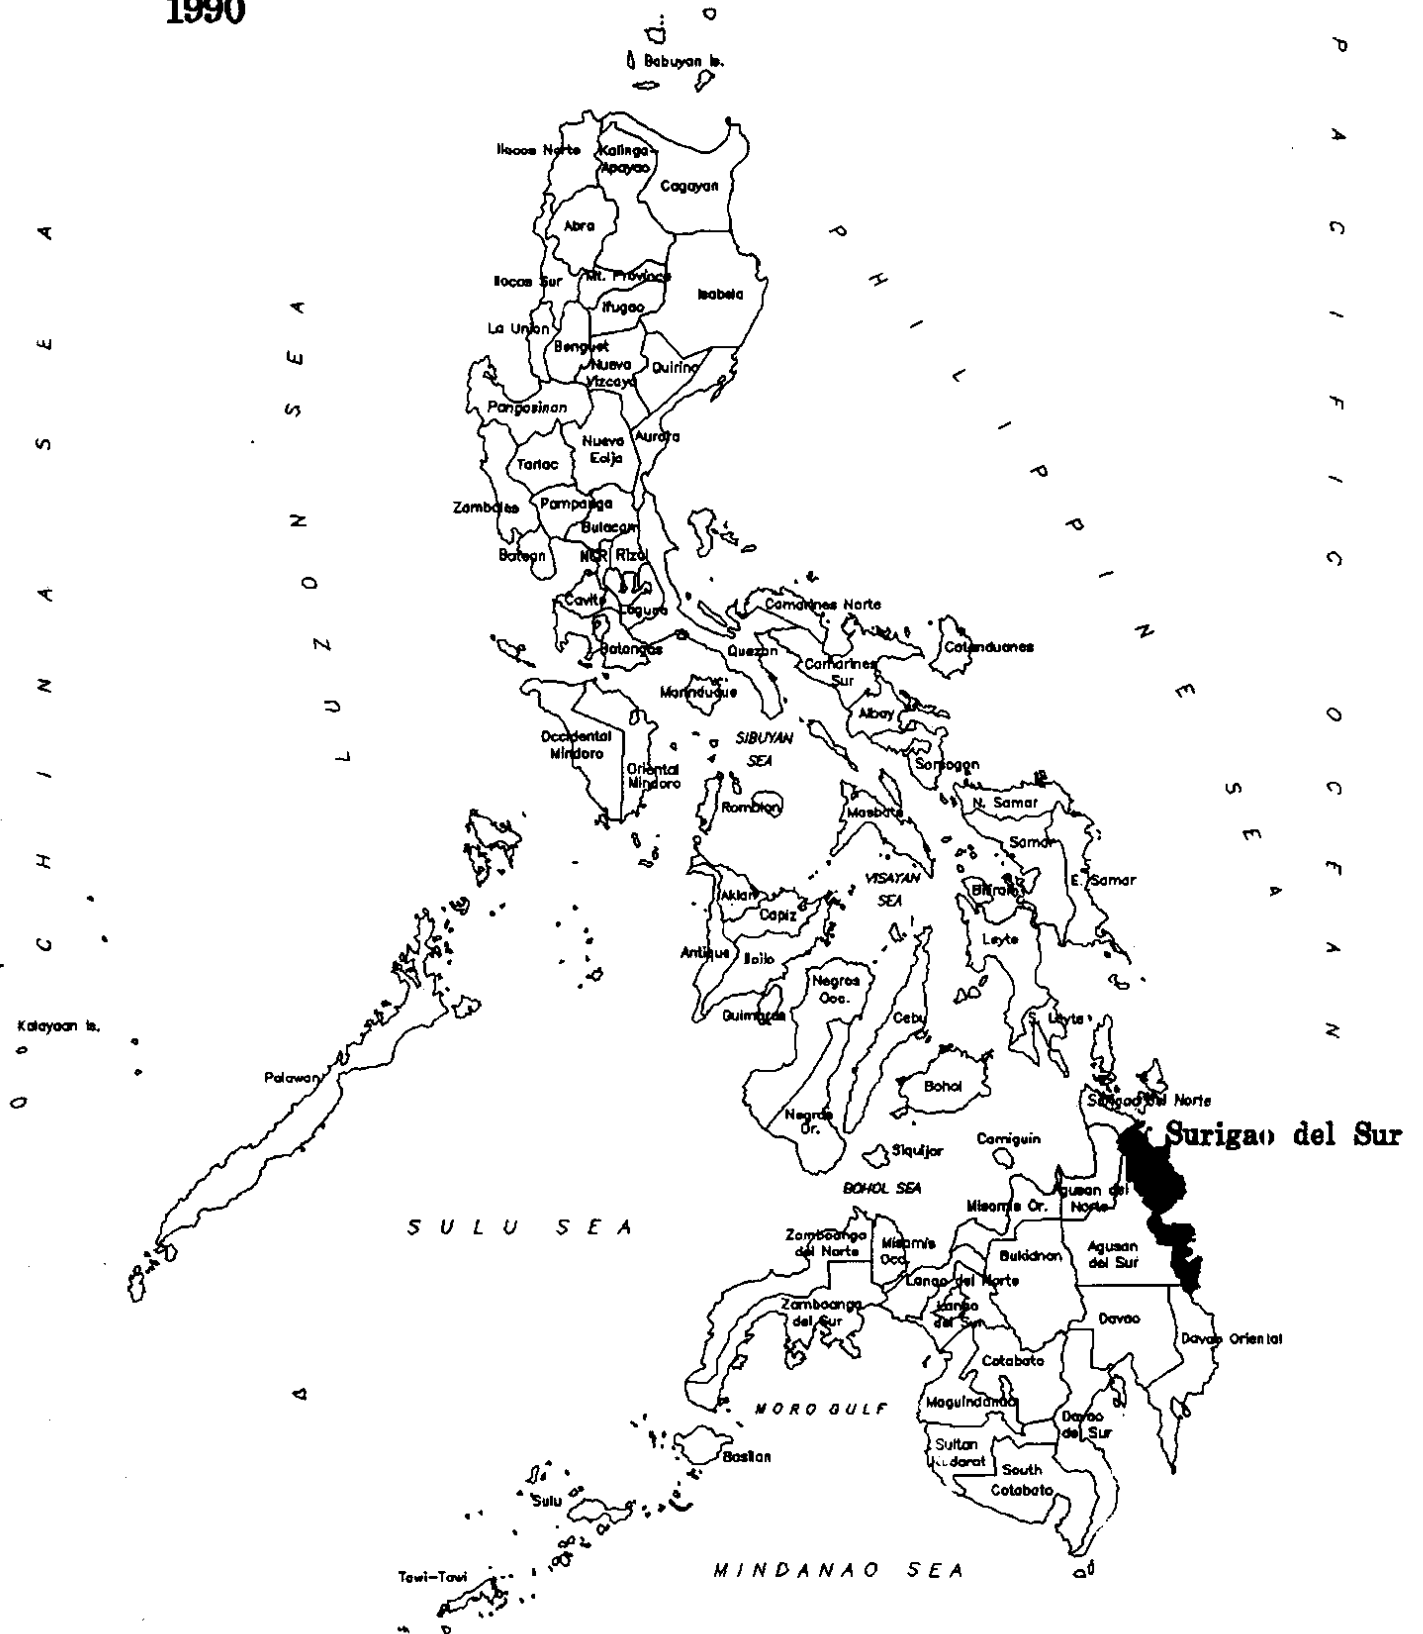 1990
Babuyan Is.
Ilocos Norte
Kalinga-
Apayao
Cagayan
Abra
Ilocos Sur
Mt. Province
Ifugao
Isabela
La Union
Benguet
Nueva
Vizcaya
Quirino
Pangasinan
Nueva
Ecija
Aurora
Tarlac
Zambales
Pampanga
Bulacan
Bataan
NCR
Rizal
Cavite
Laguna
Batangas
Quezon
Camarines Norte
Catanduanes
Camarines
Sur
Marinduque
Albay
Occidental
Mindoro
Oriental
Mindoro
SIBUYAN
SEA
Sorsogon
Romblon
Masbate
N. Samar
Samar
E. Samar
VISAYAN
SEA
Biliran
Aklan
Capiz
Antique
Iloilo
Leyte
Negros
Occ.
Guimaras
Cebu
S. Leyte
Kalayaan Is.
Palawan
Bohol
Negros
Or.
Surigao del Norte
Surigao del Sur
Siquijor
Camiguin
BOHOL SEA
Misamis Or.
Agusan del
Norte
SULU SEA
Zamboanga
del Norte
Misamis
Occ.
Bukidnon
Agusan
del Sur
Lanao del Norte
Lanao
del Sur
Zamboanga
del Sur
Davao
Davao Oriental
Cotabato
MORO GULF
Maguindanao
Davao
del Sur
Basilan
Sultan
Kudarat
South
Cotabato
Sulu
Tawi-Tawi
MINDANAO SEA
CHINA SEA
LUZON SEA
PHILIPPINE SEA
PACIFIC OCEAN